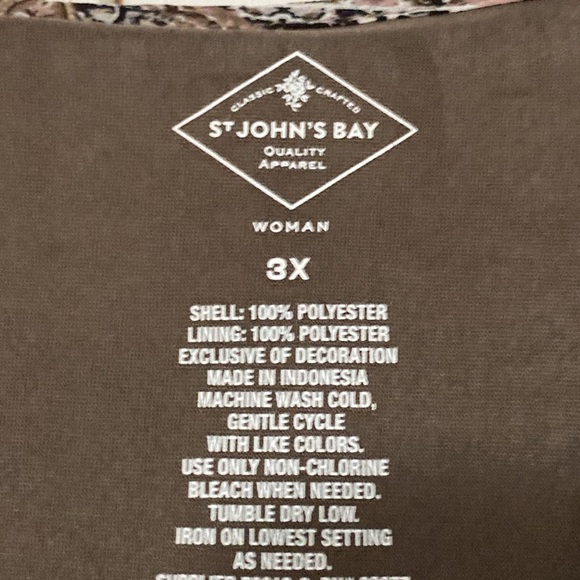 CLASSIC CRAFTED
ST JOHN'S BAY
QUALITY
APPAREL
WOMAN
3X
SHELL: 100% POLYESTER
LINING: 100% POLYESTER
EXCLUSIVE OF DECORATION
MADE IN INDONESIA
MACHINE WASH COLD,
GENTLE CYCLE
WITH LIKE COLORS.
USE ONLY NON-CHLORINE
BLEACH WHEN NEEDED.
TUMBLE DRY LOW.
IRON ON LOWEST SETTING
AS NEEDED.